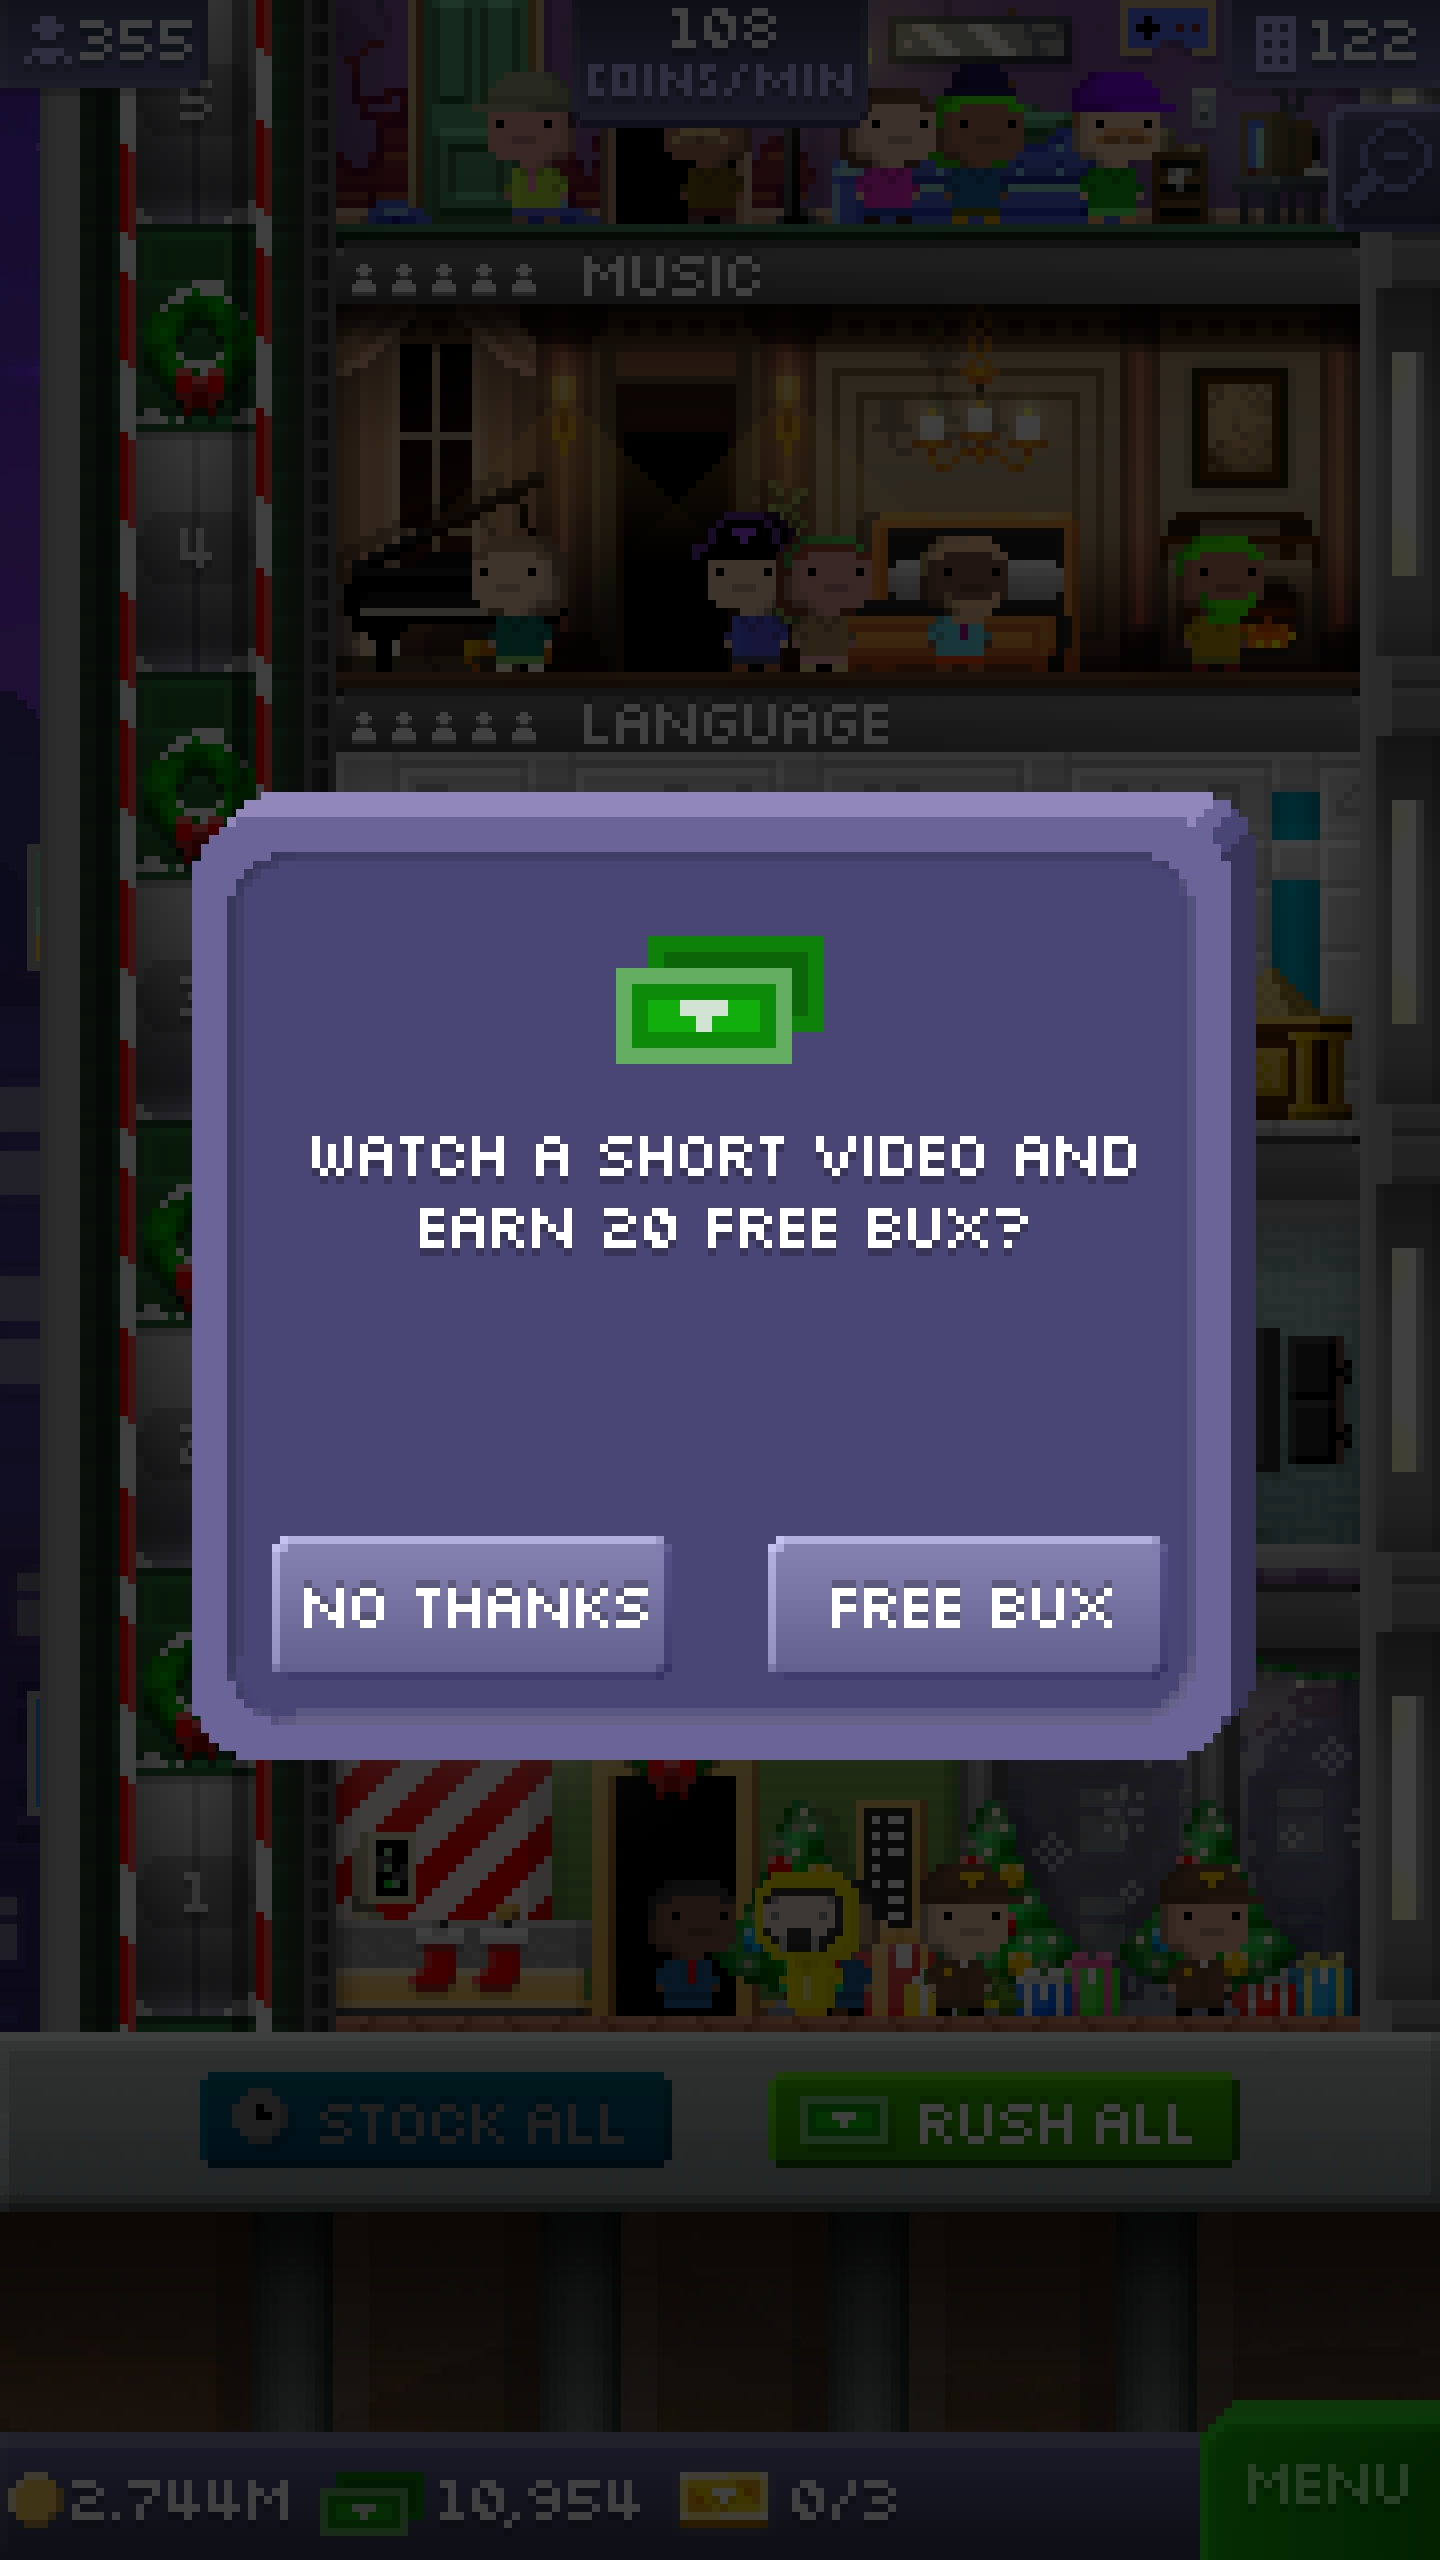 355
108
COINS/MIN
122
5
MUSIC
4
LANGUAGE
WATCH A SHORT VIDEO AND
EARN 20 FREE BUX?
NO THANKS
FREE BUX
1
STOCK ALL
RUSH ALL
2.744M
10,954
0/3
MENU